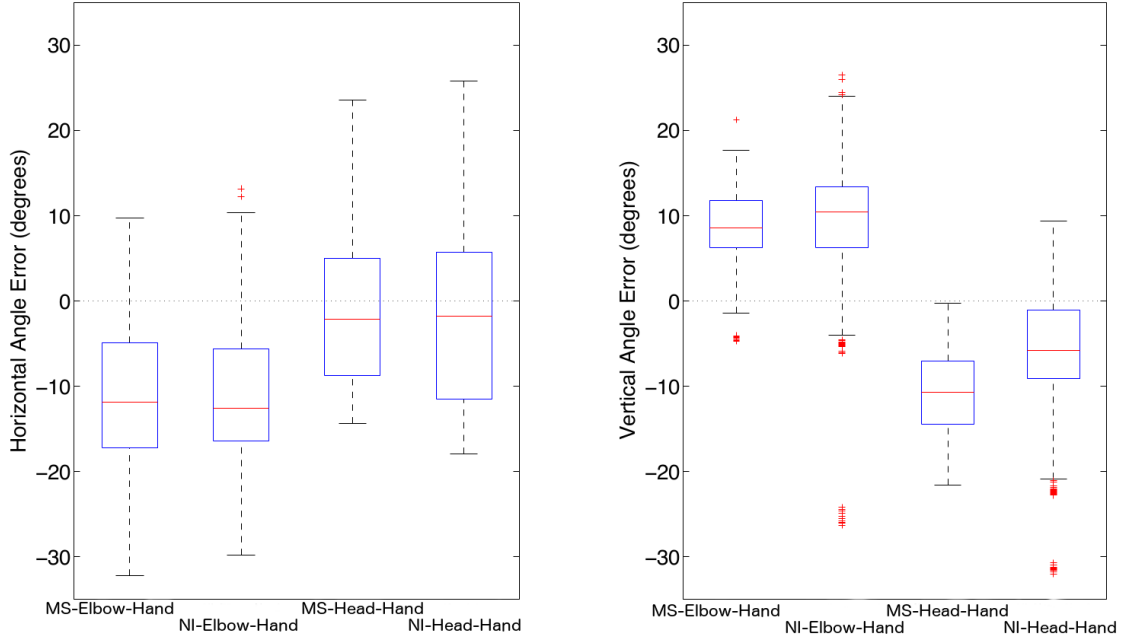 Horizontal Angle Error (degrees)
30
20
10
0
−10
−20
−30
MS-Elbow-Hand
NI-Elbow-Hand
MS-Head-Hand
NI-Head-Hand
Vertical Angle Error (degrees)
30
20
10
0
−10
−20
−30
MS-Elbow-Hand
NI-Elbow-Hand
MS-Head-Hand
NI-Head-Hand